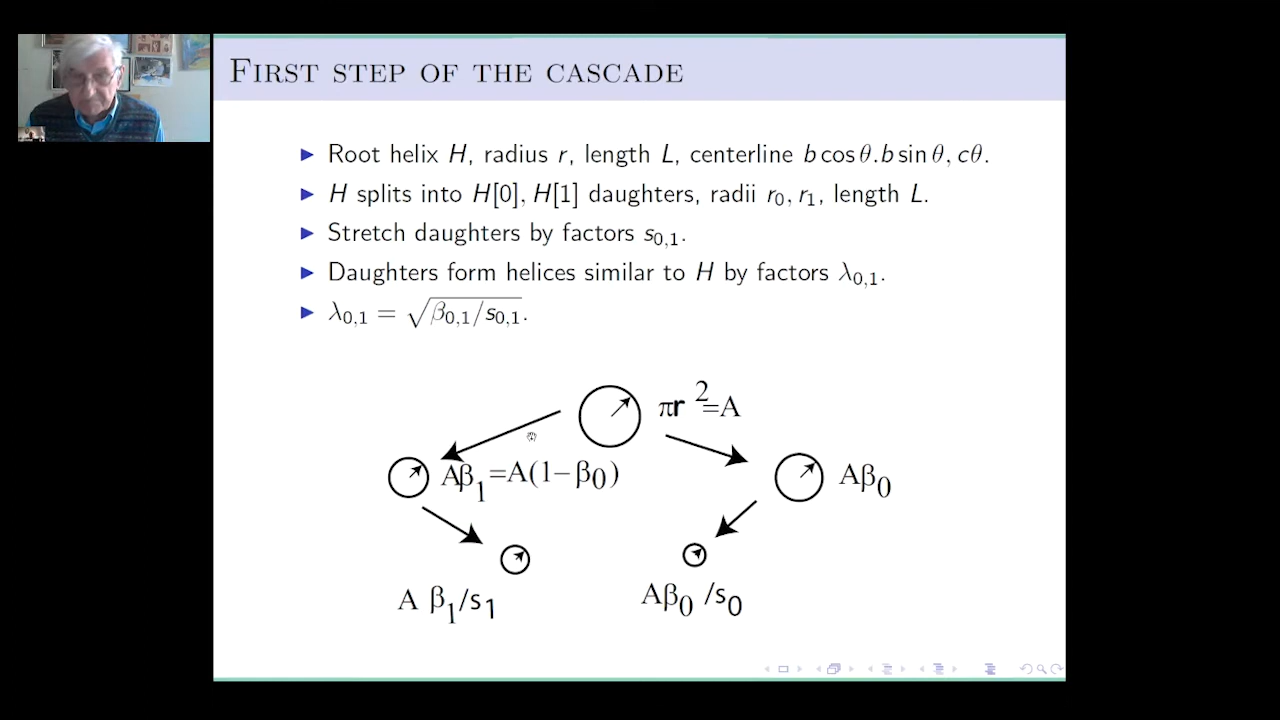 First step of the cascade
▶ Root helix H, radius r, length L, centerline b cos θ.b sin θ, cθ.
▶ H splits into H[0], H[1] daughters, radii r₀, r₁, length L.
▶ Stretch daughters by factors s₀,₁.
▶ Daughters form helices similar to H by factors λ₀,₁.
▶ λ₀,₁ = √(β₀,₁/s₀,₁).
πr²=A
Aβ₁=A(1−β₀)
Aβ₀
A β₁/s₁
Aβ₀ /s₀